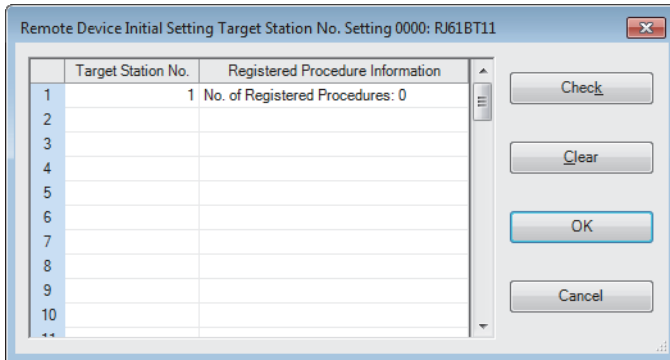 Remote Device Initial Setting Target Station No. Setting 0000: RJ61BT11
Target Station No. Registered Procedure Information
1 1 No. of Registered Procedures: 0
2
3
4
5
6
7
8
9
10
11
Check
Clear
OK
Cancel